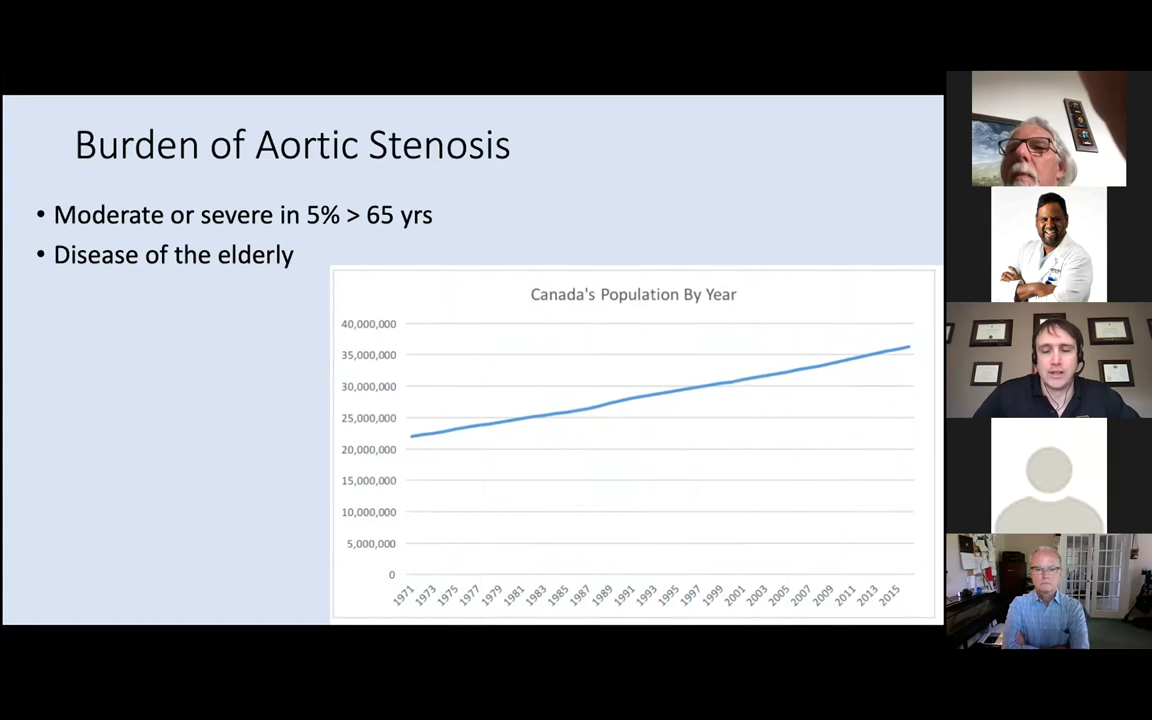 Burden of Aortic Stenosis
• Moderate or severe in 5% > 65 yrs
• Disease of the elderly
Canada's Population By Year
40,000,000
35,000,000
30,000,000
25,000,000
20,000,000
15,000,000
10,000,000
5,000,000
0
1971 1973 1975 1977 1979 1981 1983 1985 1987 1989 1991 1993 1995 1997 1999 2001 2003 2005 2007 2009 2011 2013 2015